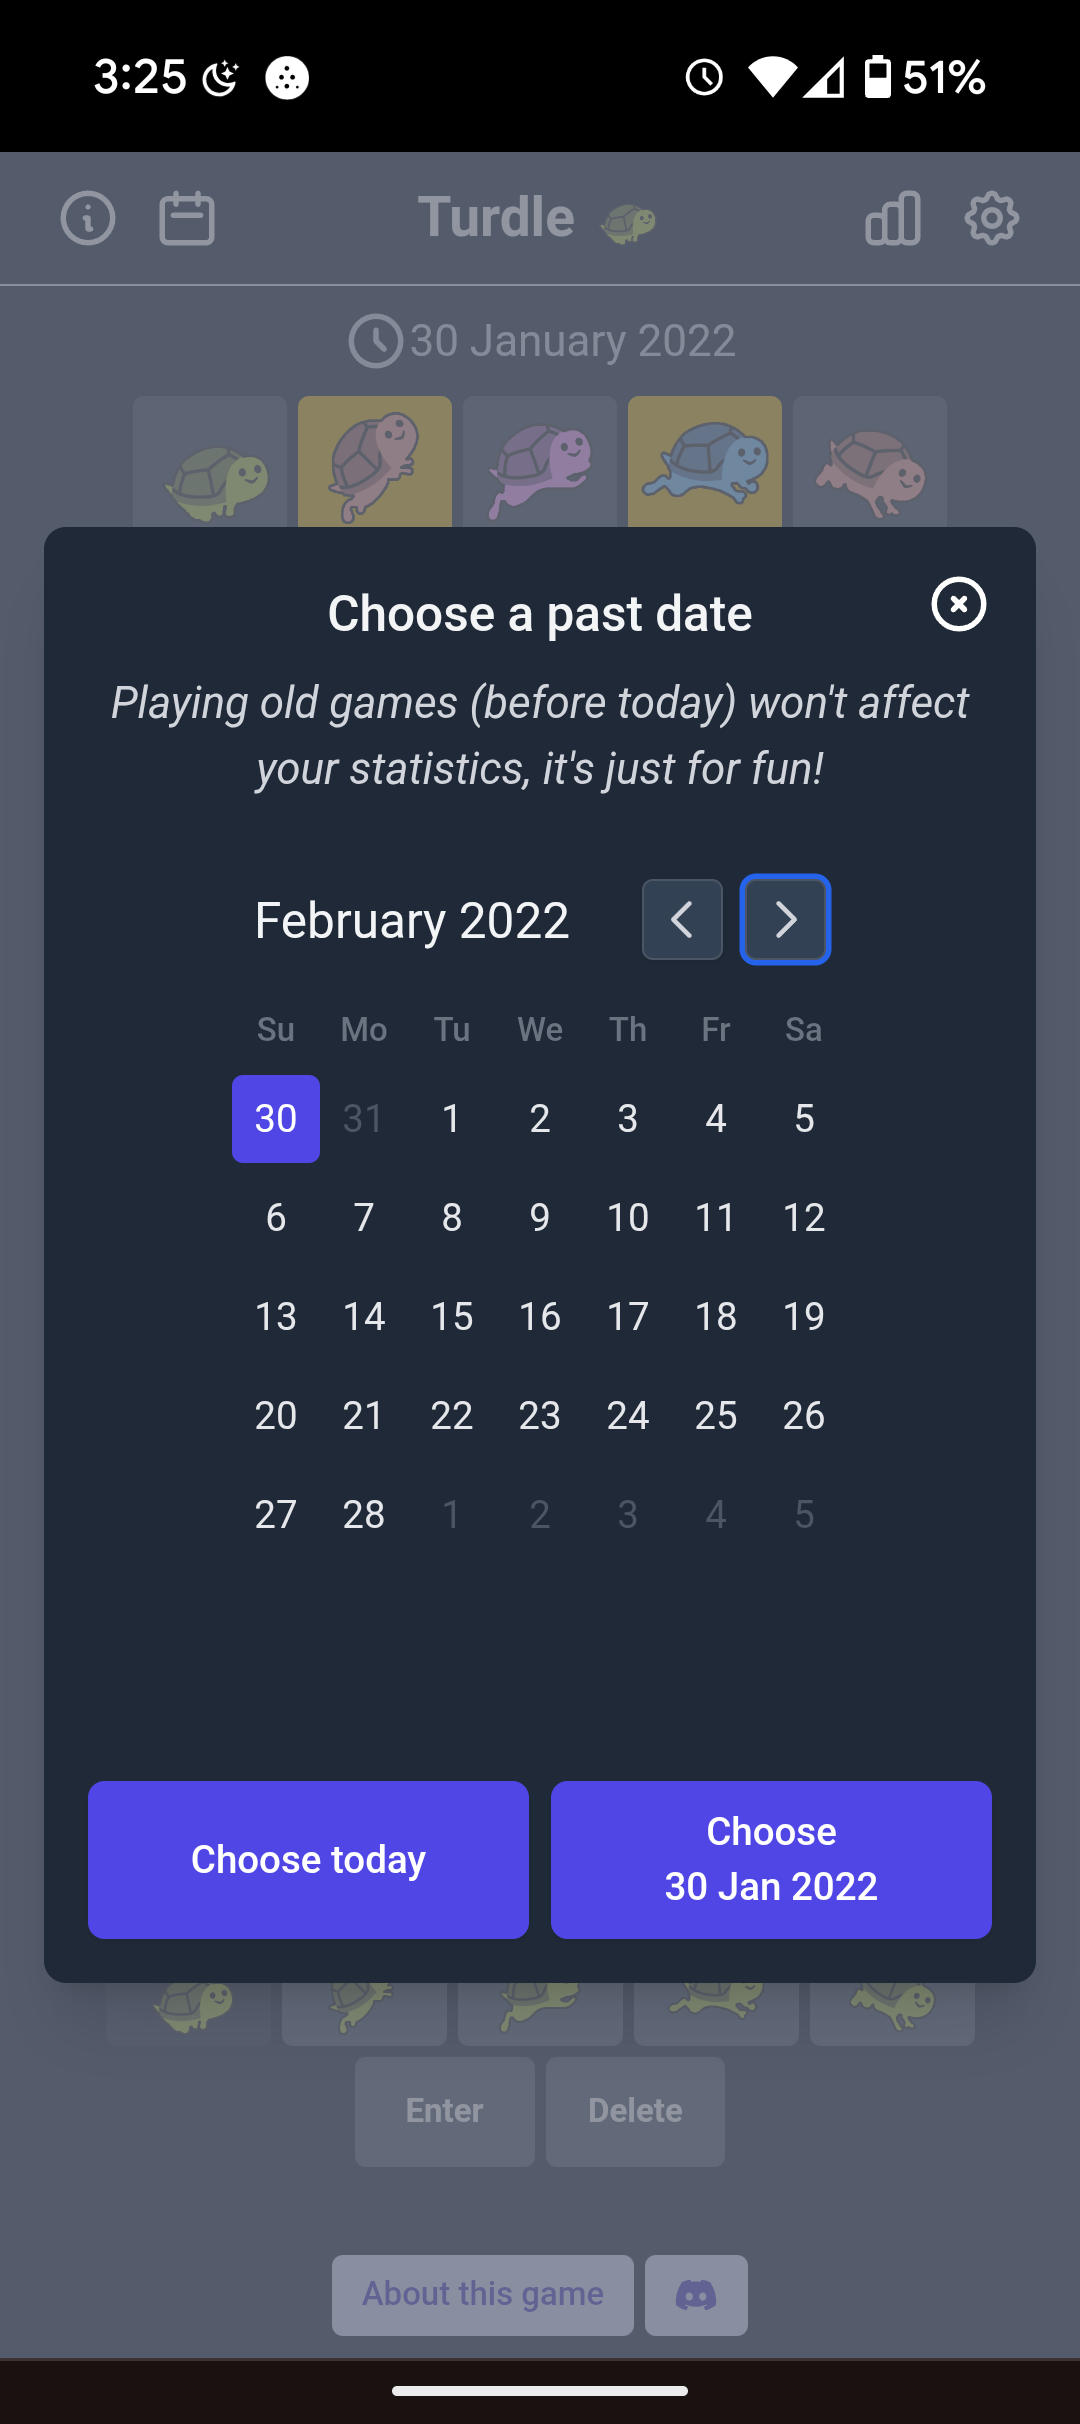 3:25
51%
Turdle
30 January 2022
Choose a past date
Playing old games (before today) won't affect
your statistics, it's just for fun!
February 2022
Su Mo Tu We Th Fr Sa
30 31 1 2 3 4 5
6 7 8 9 10 11 12
13 14 15 16 17 18 19
20 21 22 23 24 25 26
27 28 1 2 3 4 5
Choose today
Choose
30 Jan 2022
Enter Delete
About this game